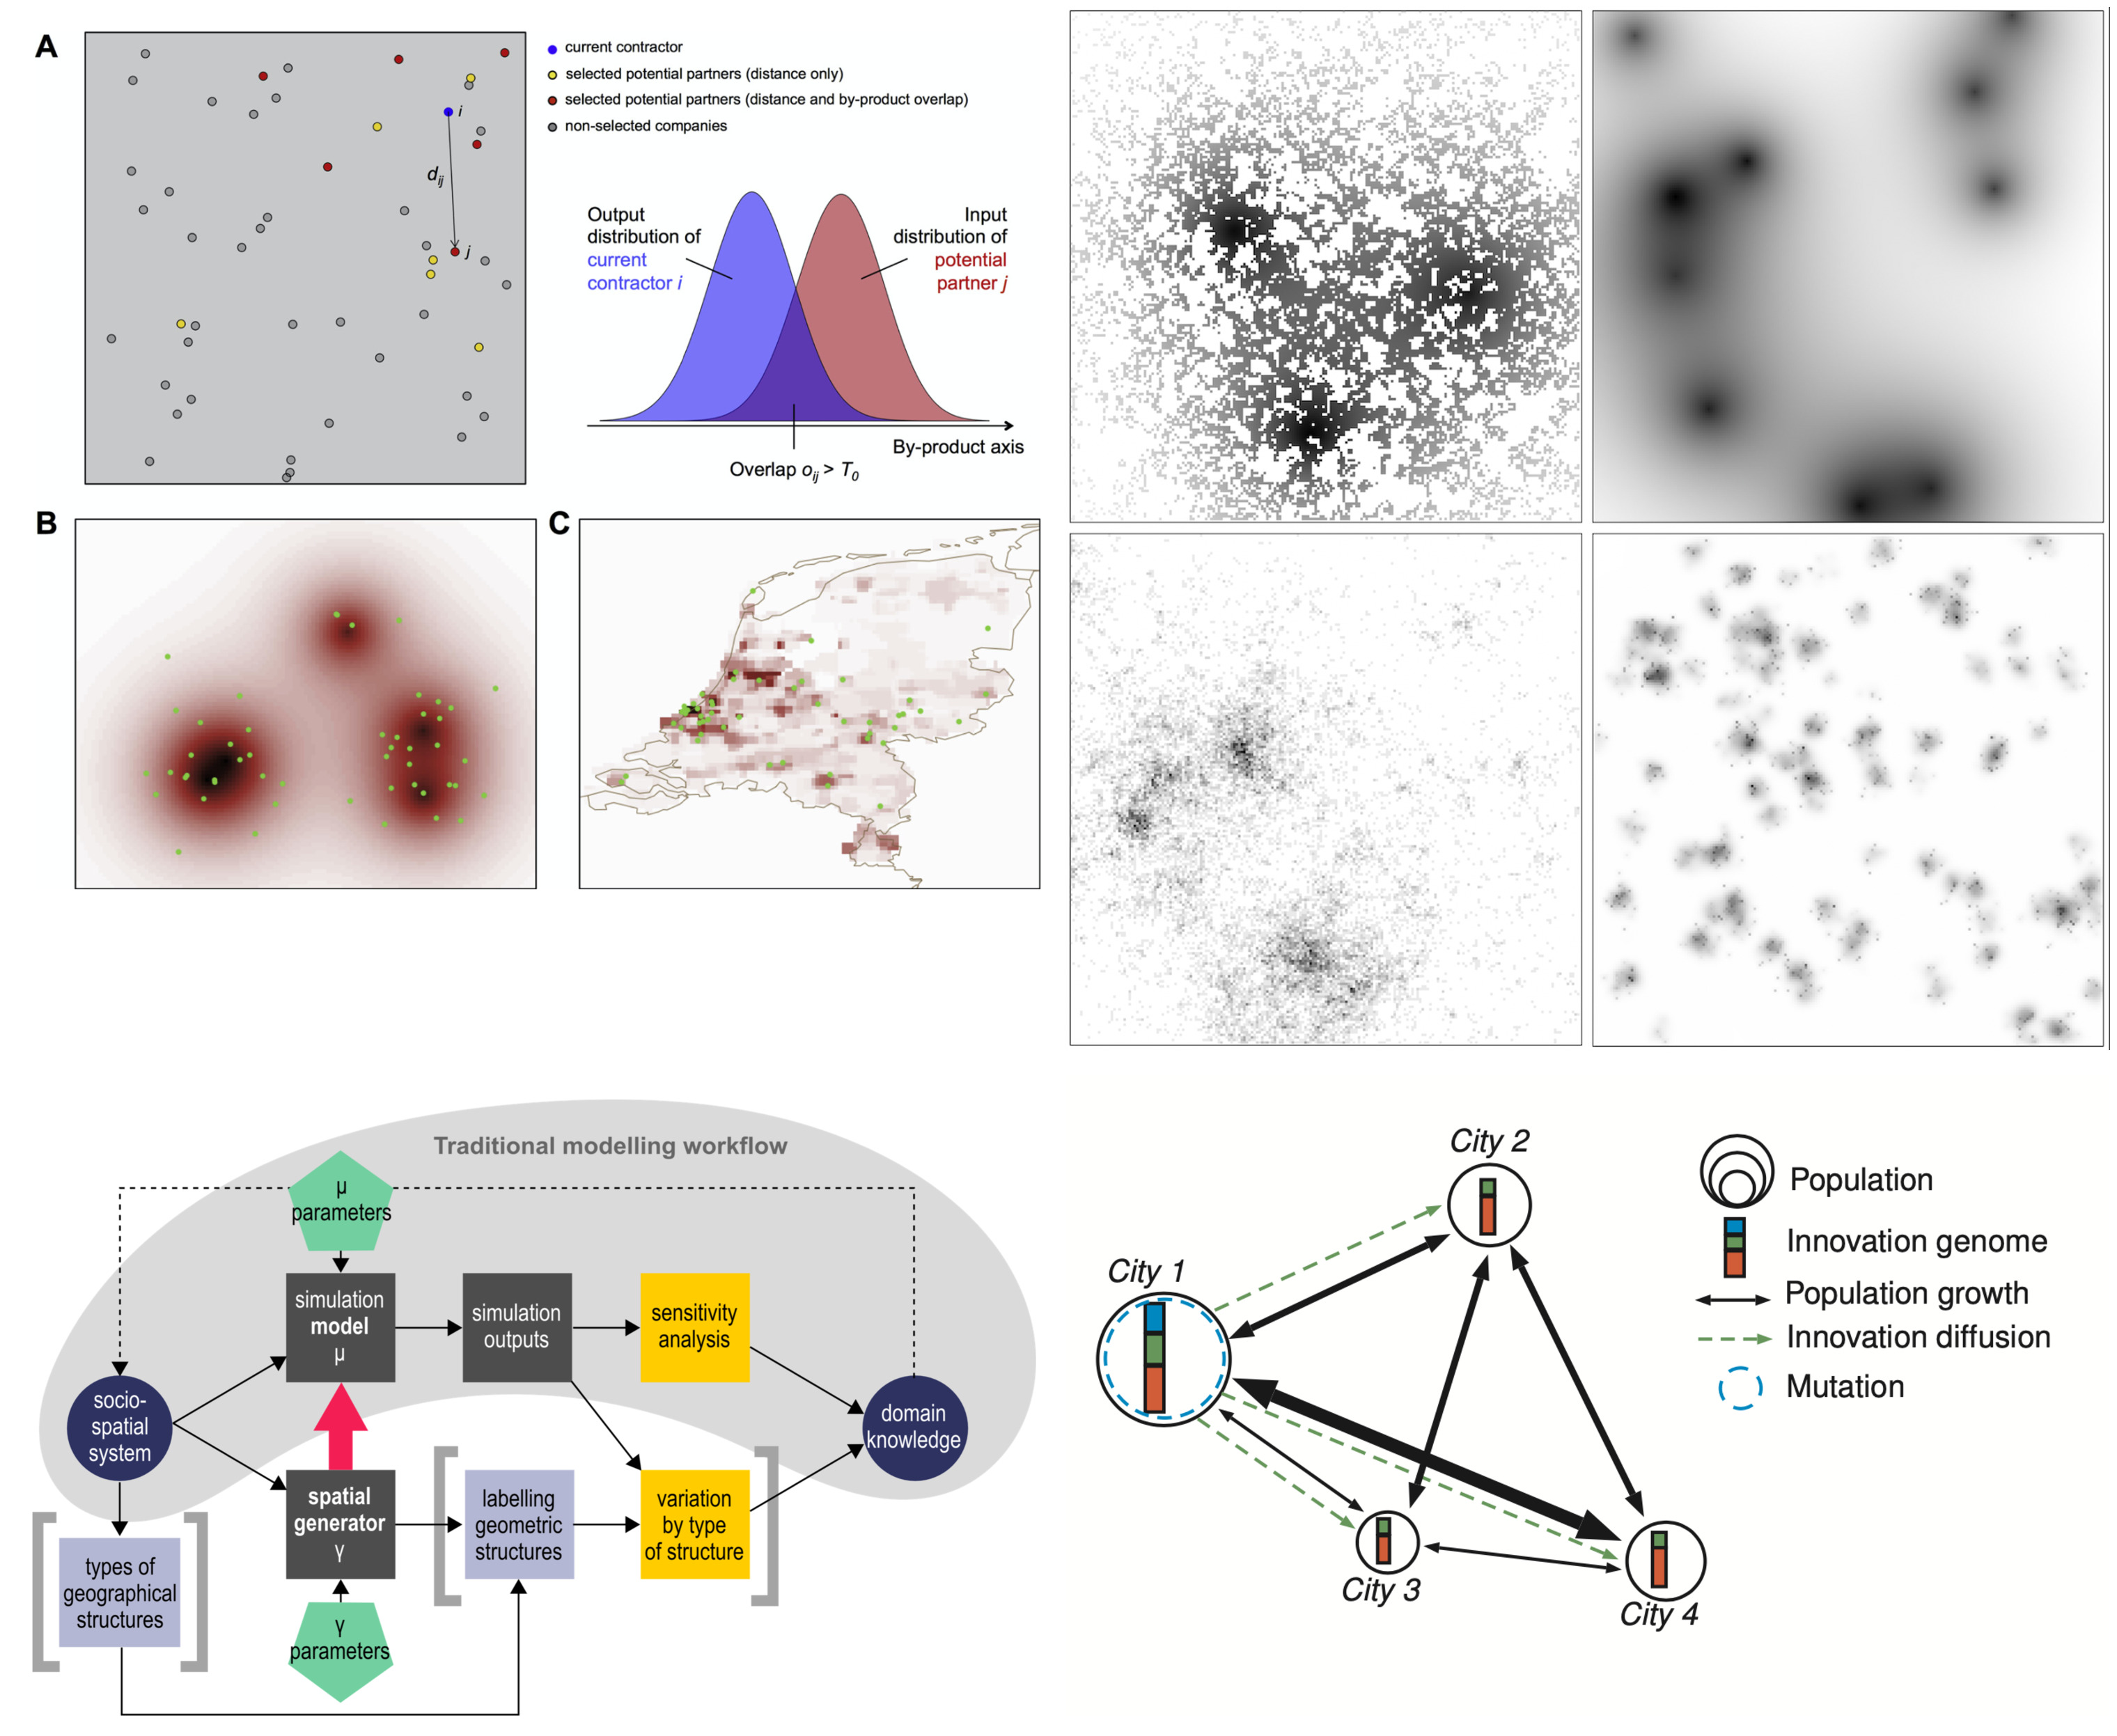 A
current contractor
selected potential partners (distance only)
selected potential partners (distance and by-product overlap)
non-selected companies
i
d_ij
j
Output
distribution of
current
contractor i
Input
distribution of
potential
partner j
By-product axis
Overlap o_ij > T_0
B
C
Traditional modelling workflow
μ
parameters
simulation
model
μ
simulation
outputs
sensitivity
analysis
socio-
spatial
system
domain
knowledge
spatial
generator
γ
labelling
geometric
structures
variation
by type
of structure
types of
geographical
structures
γ
parameters
City 2
City 1
City 3
City 4
Population
Innovation genome
Population growth
Innovation diffusion
Mutation